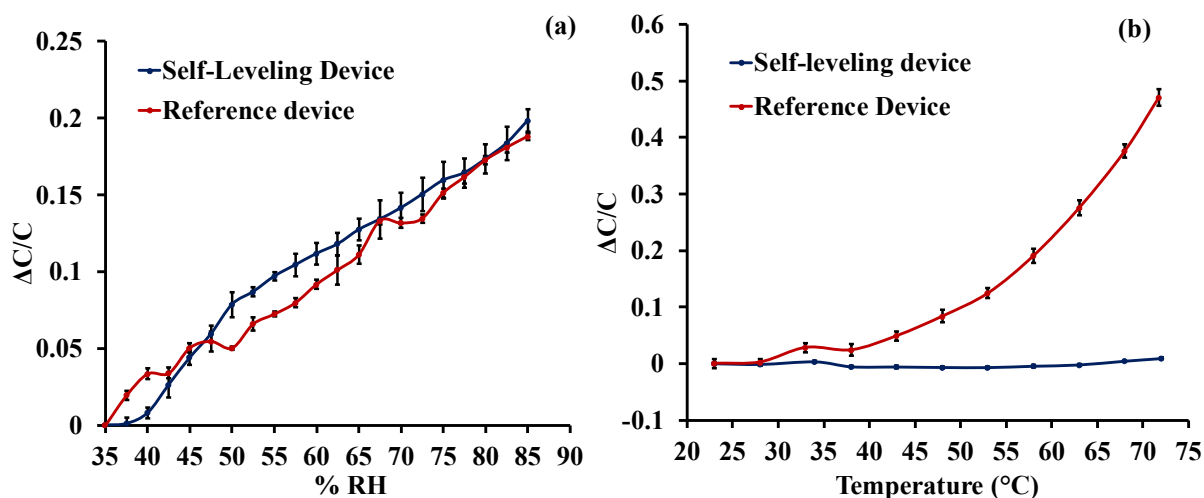 (a)
0.25
0.2
0.15
0.1
0.05
0
ΔC/C
Self-Leveling Device
Reference device
35 40 45 50 55 60 65 70 75 80 85 90
% RH
(b)
0.6
0.5
0.4
0.3
0.2
0.1
0
-0.1
ΔC/C
Self-leveling device
Reference Device
20 25 30 35 40 45 50 55 60 65 70 75
Temperature (°C)